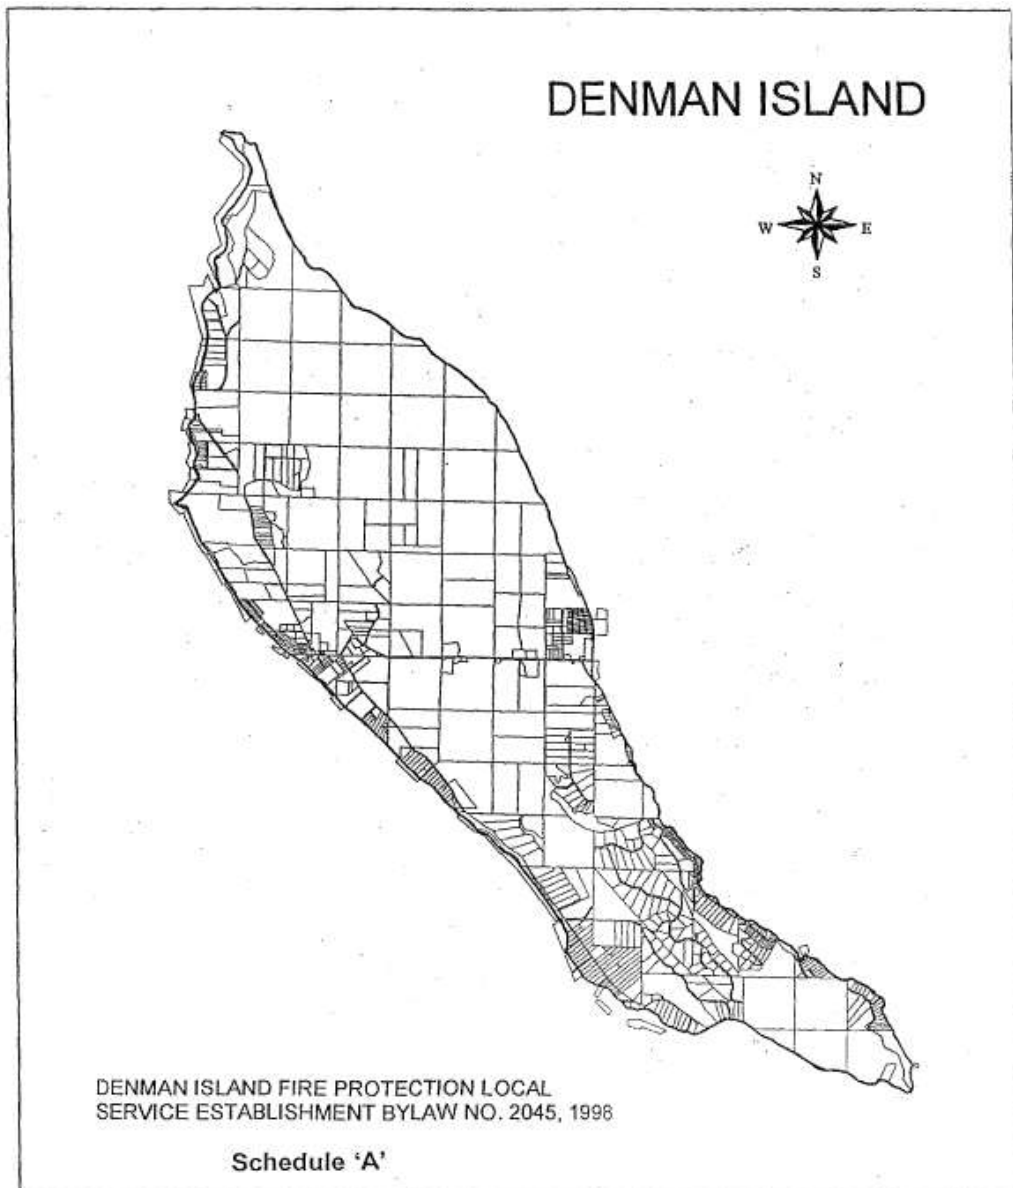 DENMAN ISLAND
N
W E
S
DENMAN ISLAND FIRE PROTECTION LOCAL
SERVICE ESTABLISHMENT BYLAW NO. 2045, 1998
Schedule ‘A’